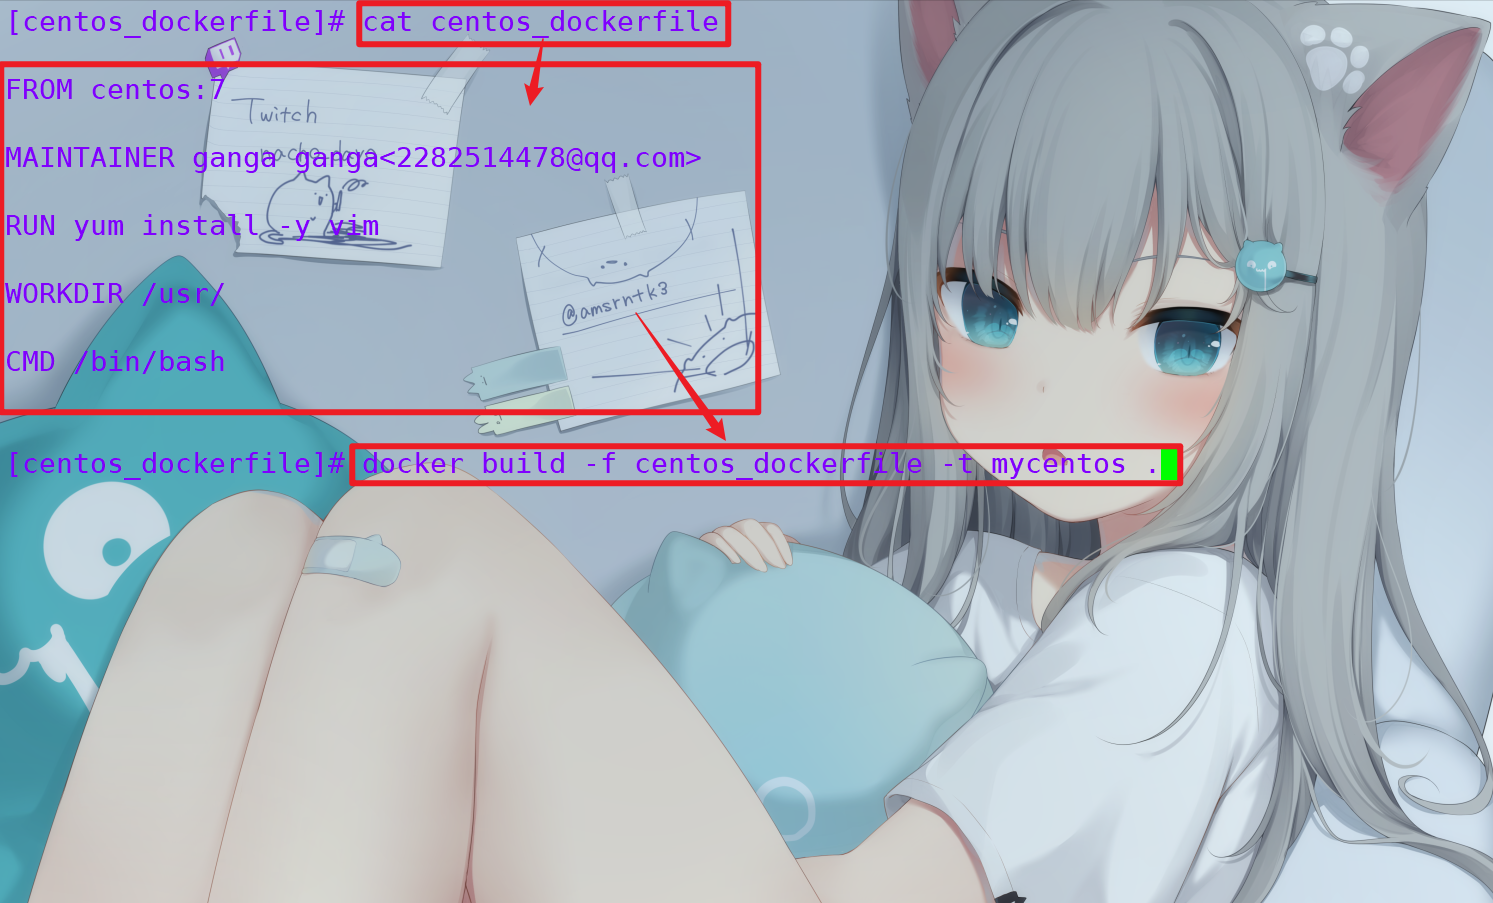 [centos_dockerfile]# cat centos_dockerfile
FROM centos:7
Twitch
MAINTAINER ganga ganga<2282514478@qq.com>
RUN yum install -y vim
WORKDIR /usr/
@amsrntk3
CMD /bin/bash
[centos_dockerfile]# docker build -f centos_dockerfile -t mycentos .